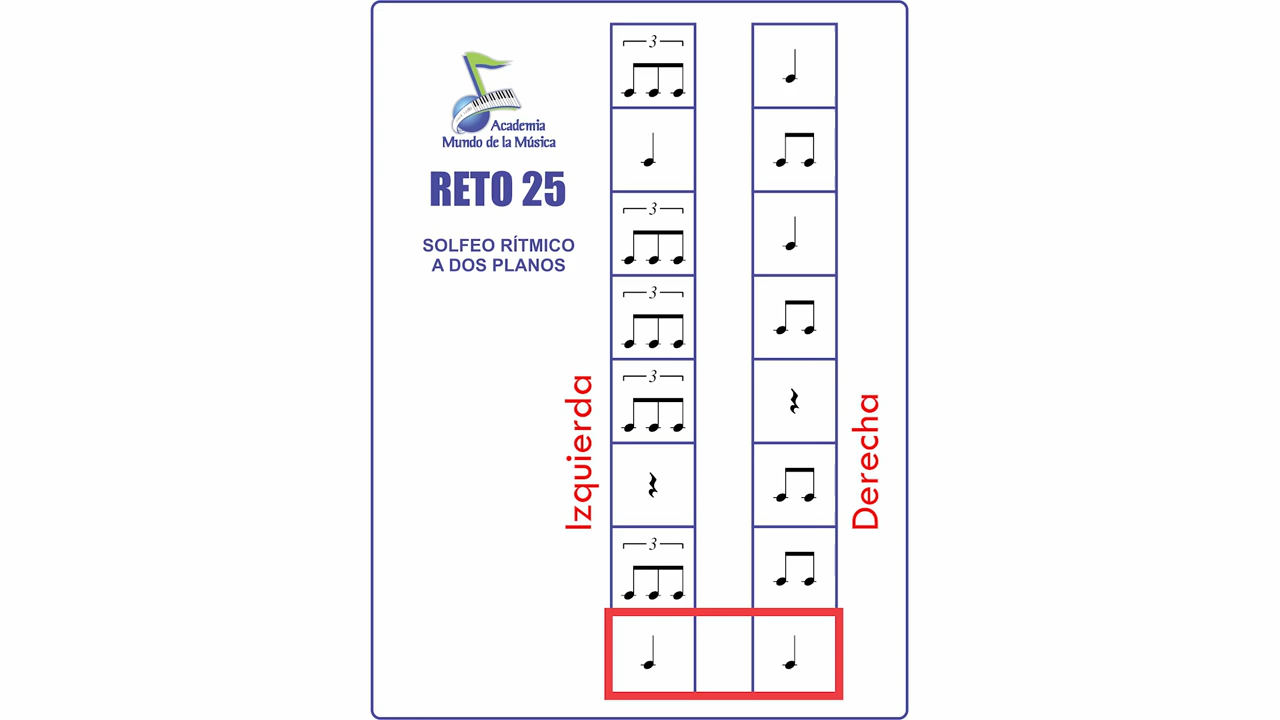 Academia
Mundo de la Música
RETO 25
SOLFEO RÍTMICO
A DOS PLANOS
Izquierda
3
3
3
3
3
Derecha